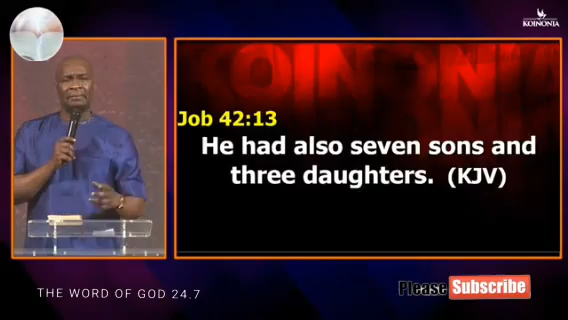 KOINONIA
KOINONIA
Job 42:13
He had also seven sons and
three daughters. (KJV)
THE WORD OF GOD 24.7
Please Subscribe